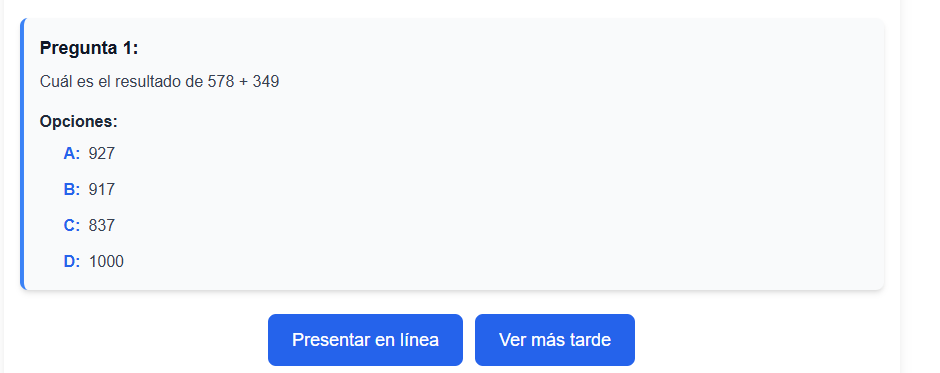 Pregunta 1:
Cuál es el resultado de 578 + 349
Opciones:
A: 927
B: 917
C: 837
D: 1000
Presentar en línea
Ver más tarde